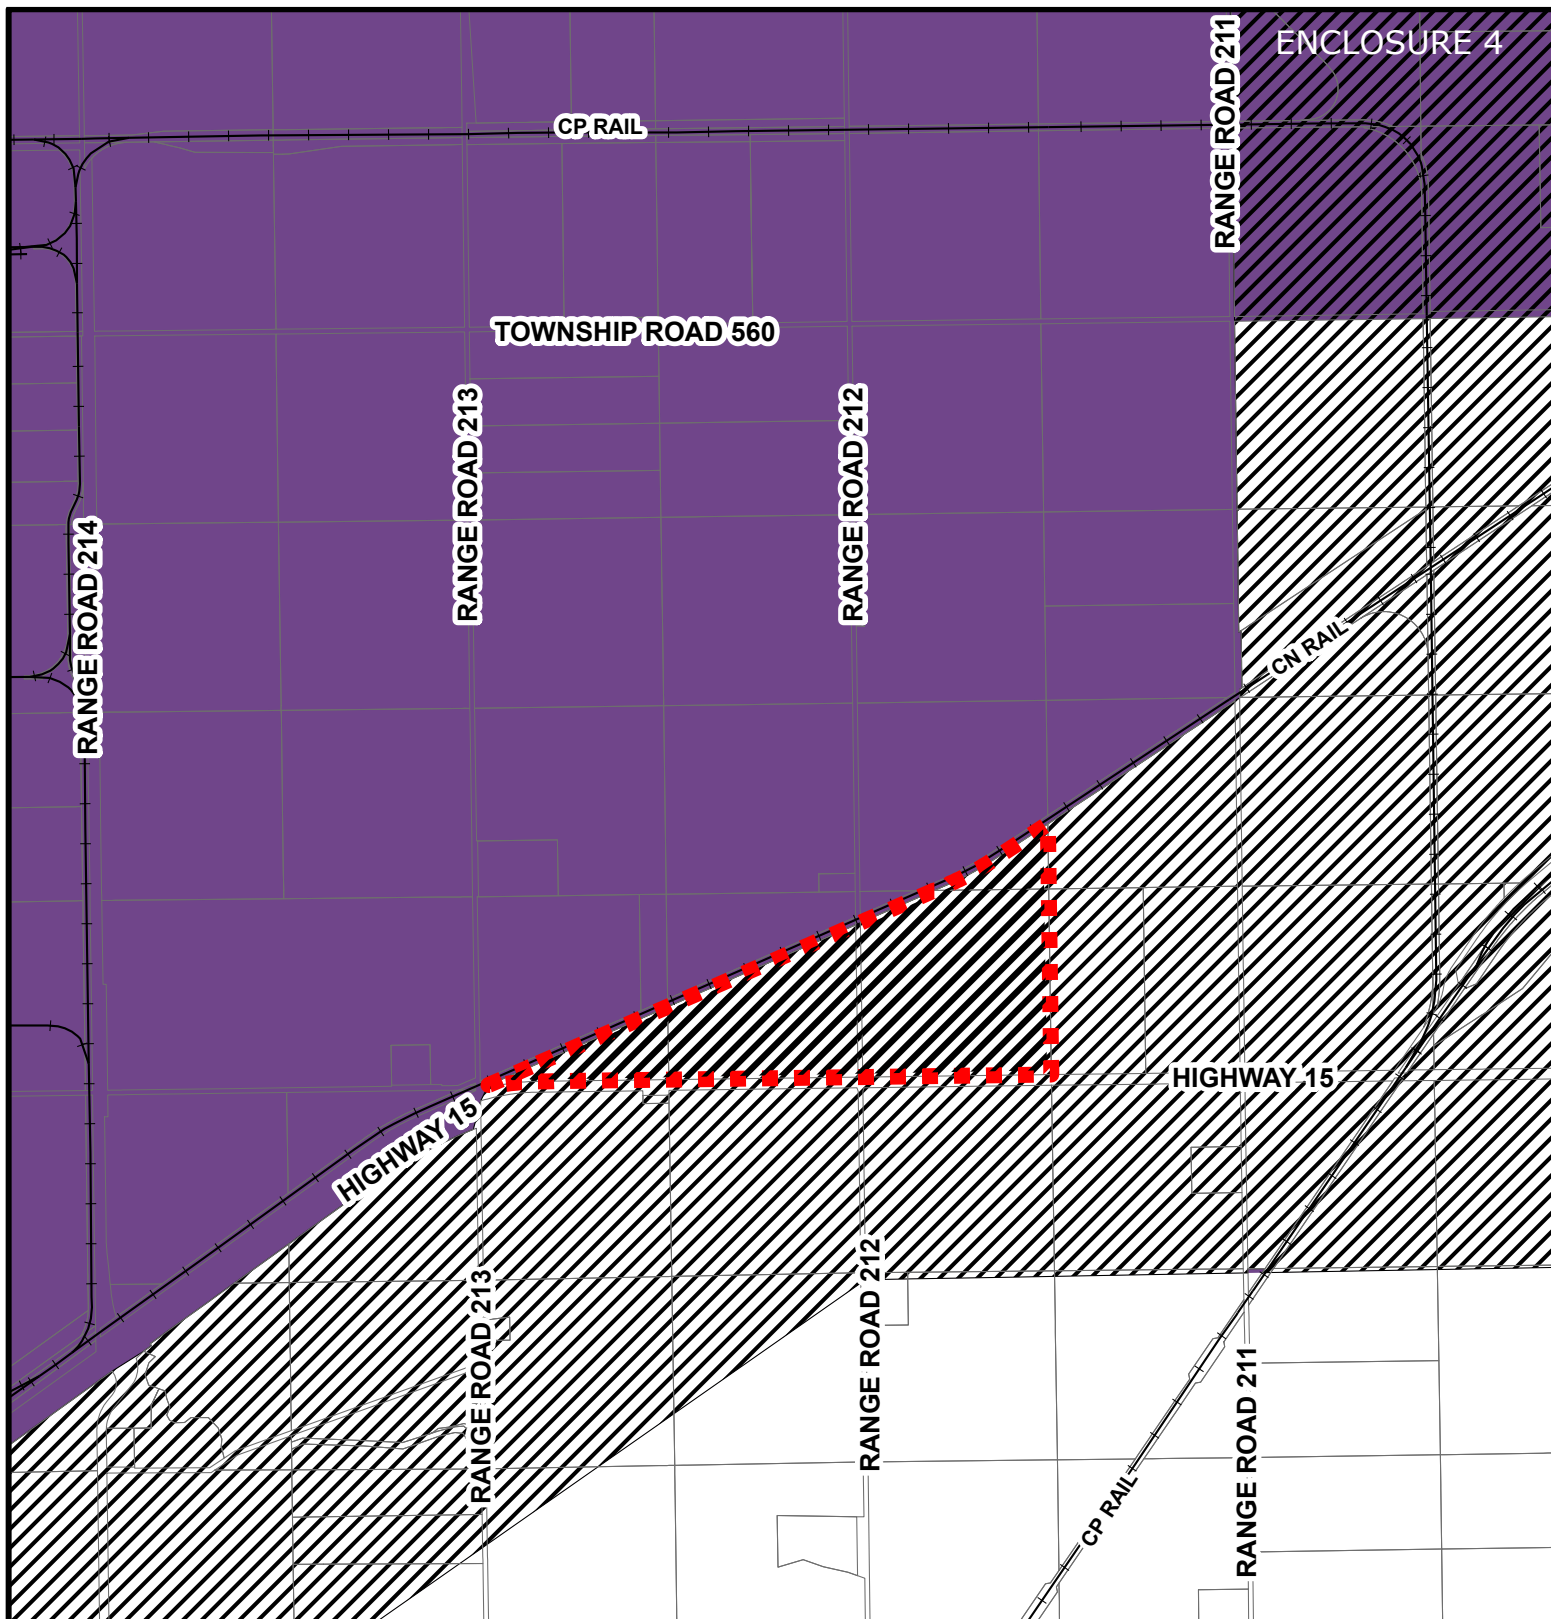 ENCLOSURE 4
RANGE ROAD 211
CP RAIL
TOWNSHIP ROAD 560
RANGE ROAD 213
RANGE ROAD 212
RANGE ROAD 214
CN RAIL
HIGHWAY 15
HIGHWAY 15
RANGE ROAD 213
RANGE ROAD 212
RANGE ROAD 211
CP RAIL